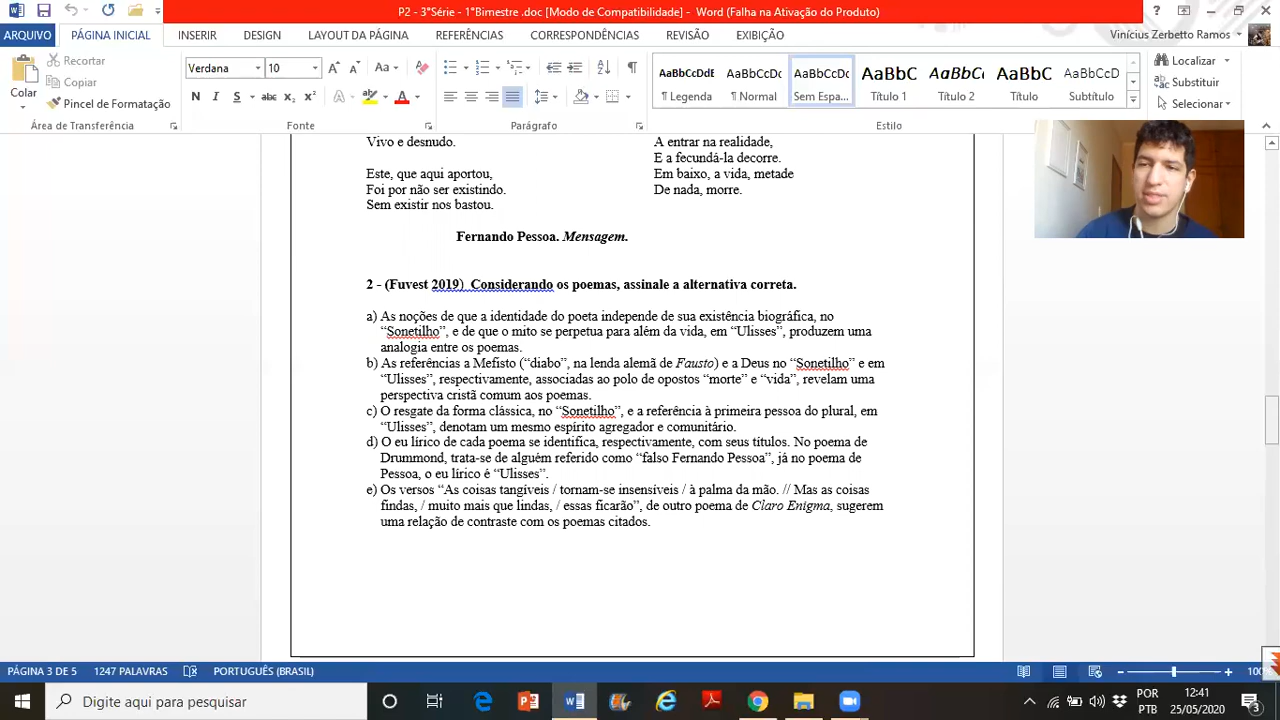 P2 - 3°Série - 1°Bimestre .doc [Modo de Compatibilidade] - Word (Falha na Ativação do Produto)
ARQUIVO PÁGINA INICIAL INSERIR DESIGN LAYOUT DA PÁGINA REFERÊNCIAS CORRESPONDÊNCIAS REVISÃO EXIBIÇÃO Vinícius Zerbetto Ramos
Colar
Recortar
Copiar
Pincel de Formatação
Área de Transferência
Verdana 10
Fonte
Parágrafo
AaBbCcDdE AaBbCcDc AaBbCcDc AaBbC AaBbCc AaBbC AaBbCcD
¶ Legenda ¶ Normal Sem Espa... Título 1 Título 2 Título Subtítulo
Estilo
Localizar
Substituir
Selecionar
Vivo e desnudo.
Este, que aqui aportou,
Foi por não ser existindo.
Sem existir nos bastou.
A entrar na realidade,
E a fecundá-la decorre.
Em baixo, a vida, metade
De nada, morre.
Fernando Pessoa. Mensagem.
2 - (Fuvest 2019) Considerando os poemas, assinale a alternativa correta.
a) As noções de que a identidade do poeta independe de sua existência biográfica, no
“Sonetilho”, e de que o mito se perpetua para além da vida, em “Ulisses”, produzem uma
analogia entre os poemas.
b) As referências a Mefisto (“diabo”, na lenda alemã de Fausto) e a Deus no “Sonetilho” e em
“Ulisses”, respectivamente, associadas ao polo de opostos “morte” e “vida”, revelam uma
perspectiva cristã comum aos poemas.
c) O resgate da forma clássica, no “Sonetilho”, e a referência à primeira pessoa do plural, em
“Ulisses”, denotam um mesmo espírito agregador e comunitário.
d) O eu lírico de cada poema se identifica, respectivamente, com seus títulos. No poema de
Drummond, trata-se de alguém referido como “falso Fernando Pessoa”, já no poema de
Pessoa, o eu lírico é “Ulisses”.
e) Os versos “As coisas tangíveis / tornam-se insensíveis / à palma da mão. // Mas as coisas
findas, / muito mais que lindas, / essas ficarão”, de outro poema de Claro Enigma, sugerem
uma relação de contraste com os poemas citados.
PÁGINA 3 DE 5 1247 PALAVRAS PORTUGUÊS (BRASIL) 100%
Digite aqui para pesquisar
POR
PTB
12:41
25/05/2020
3